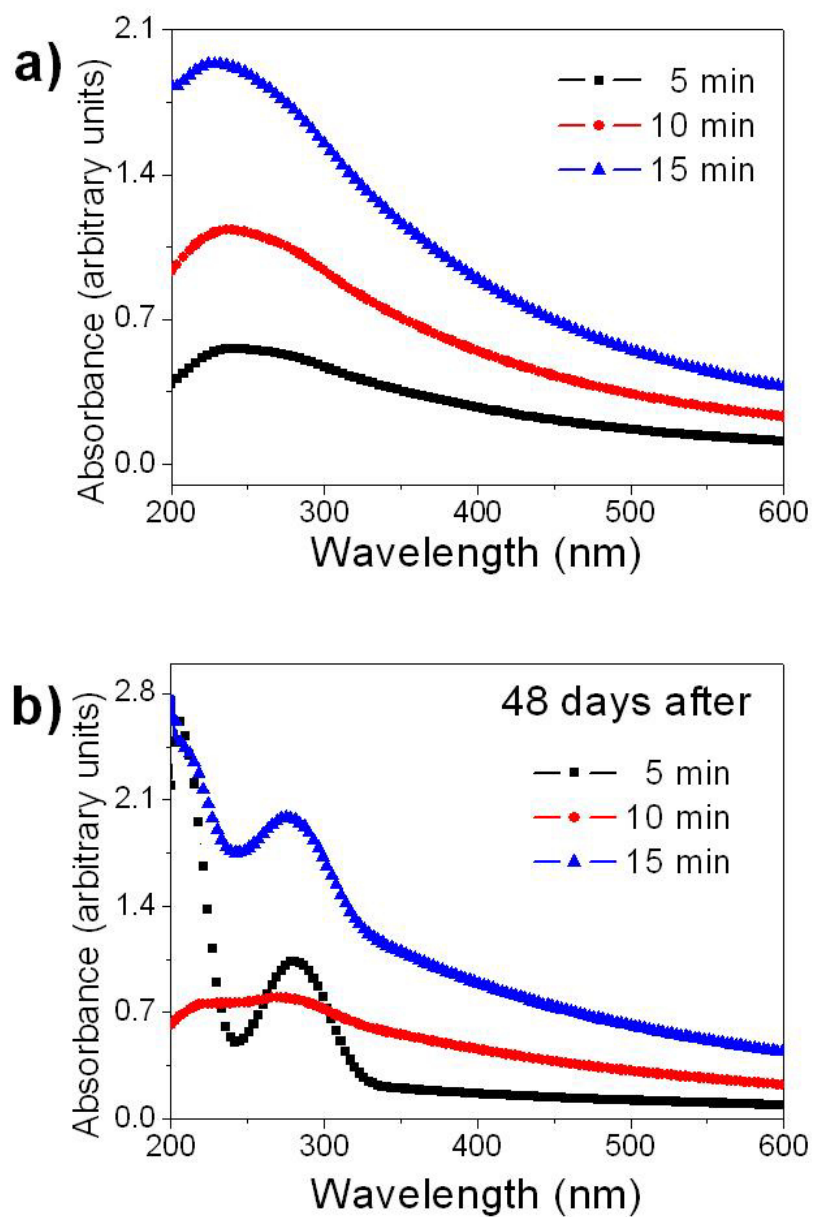 a)
2.1
1.4
0.7
0.0
Absorbance (arbitrary units)
5 min
10 min
15 min
200 300 400 500 600
Wavelength (nm)
b)
48 days after
2.8
2.1
1.4
0.7
0.0
Absorbance (arbitrary units)
5 min
10 min
15 min
200 300 400 500 600
Wavelength (nm)